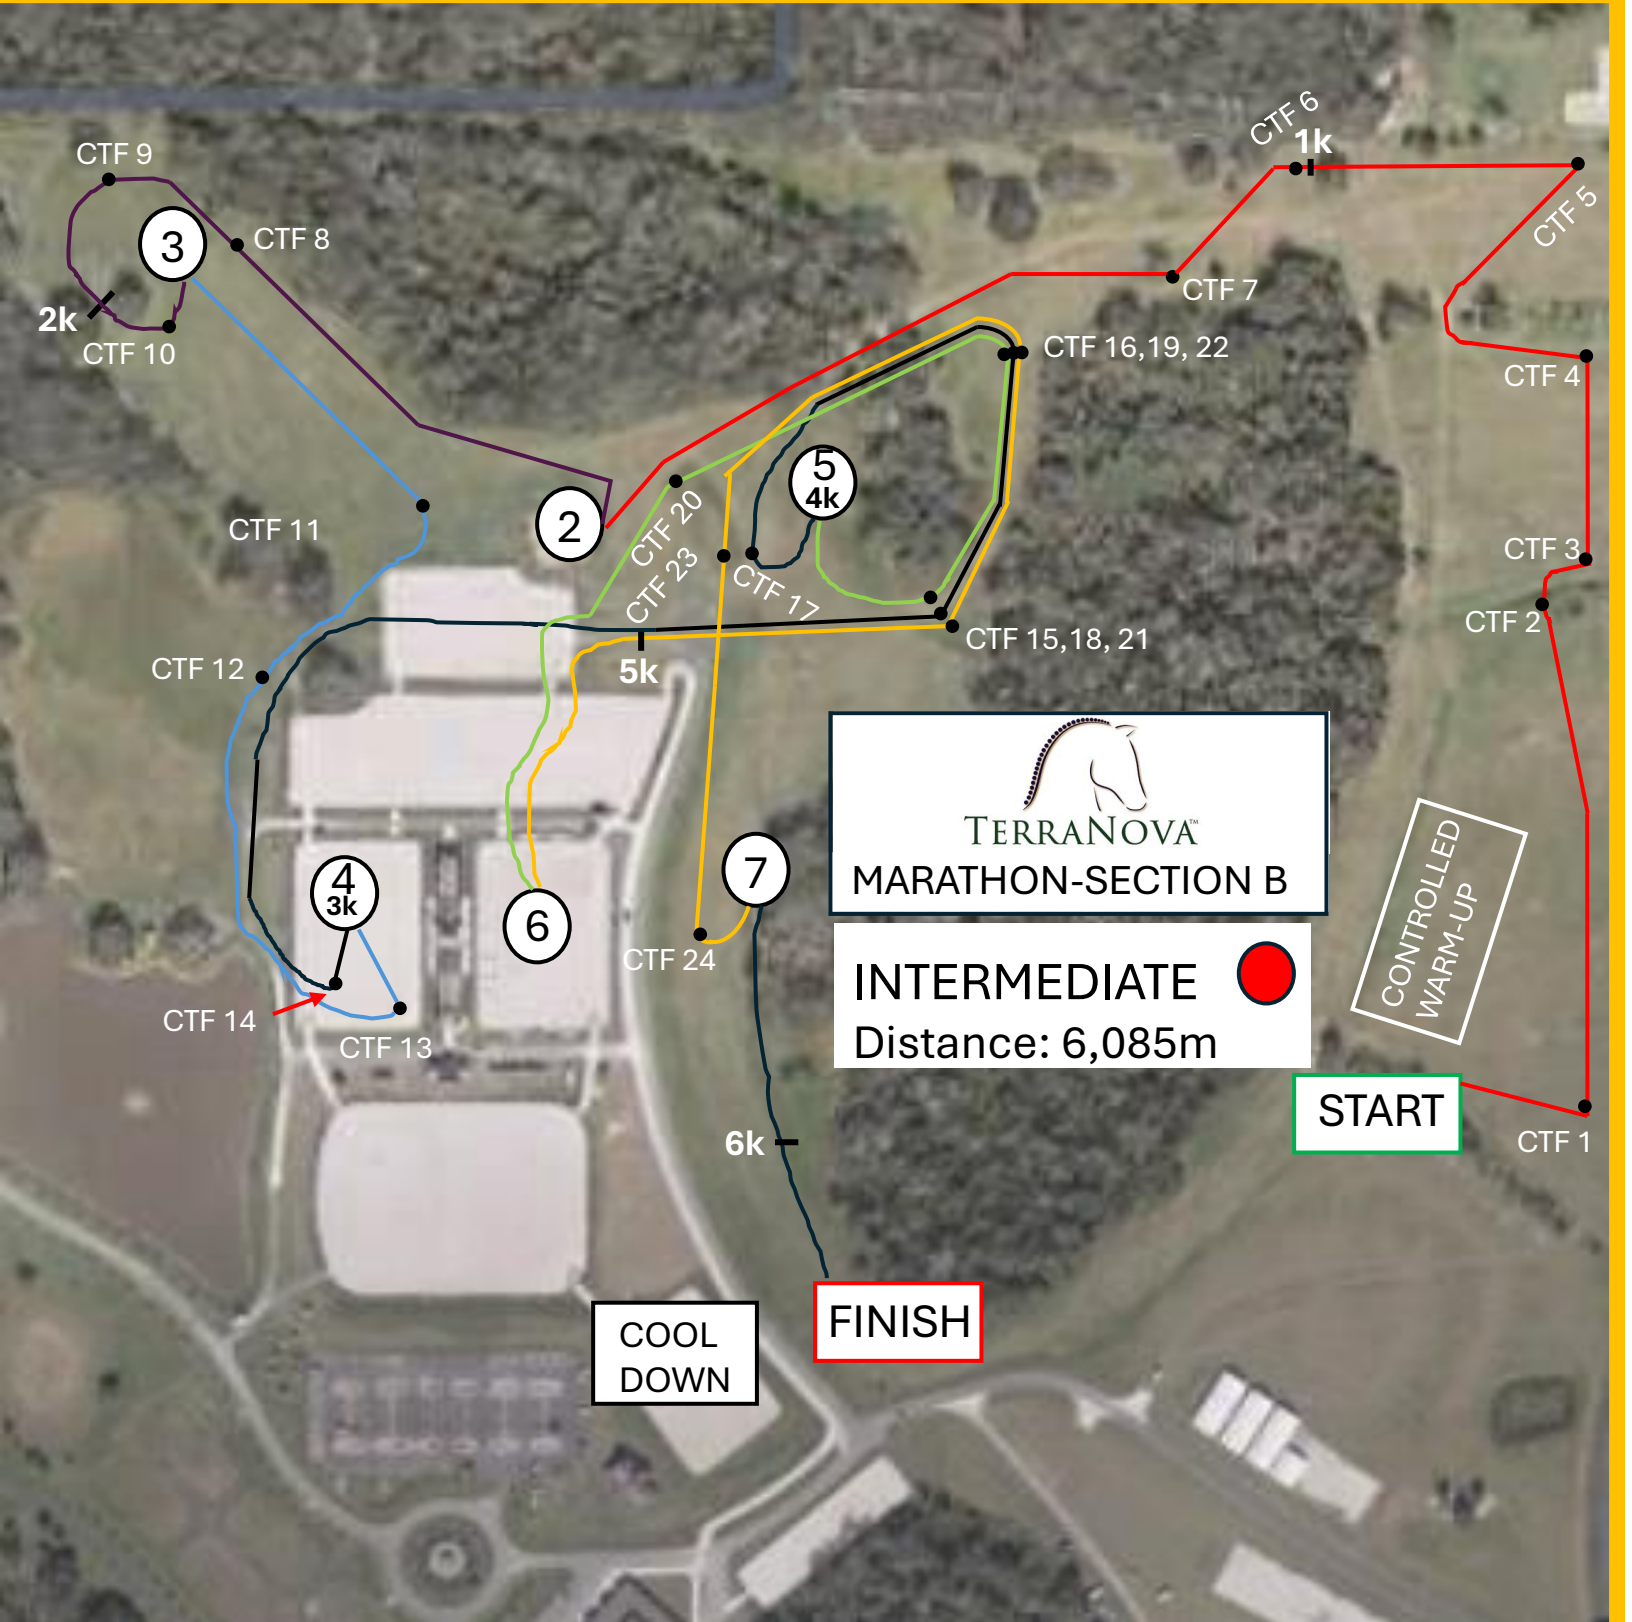 CTF 6
1k
CTF 9
CTF 5
3
CTF 8
CTF 7
2k
CTF 10
CTF 16,19, 22
CTF 4
5
4k
CTF 20
CTF 11
2
CTF 3
CTF 23
CTF 17
CTF 2
CTF 15,18, 21
CTF 12
5k
TERRANOVA™
MARATHON-SECTION B
7
4
3k
6
CONTROLLED
WARM-UP
CTF 24
INTERMEDIATE
Distance: 6,085m
CTF 14
CTF 13
START
CTF 1
6k
FINISH
COOL
DOWN